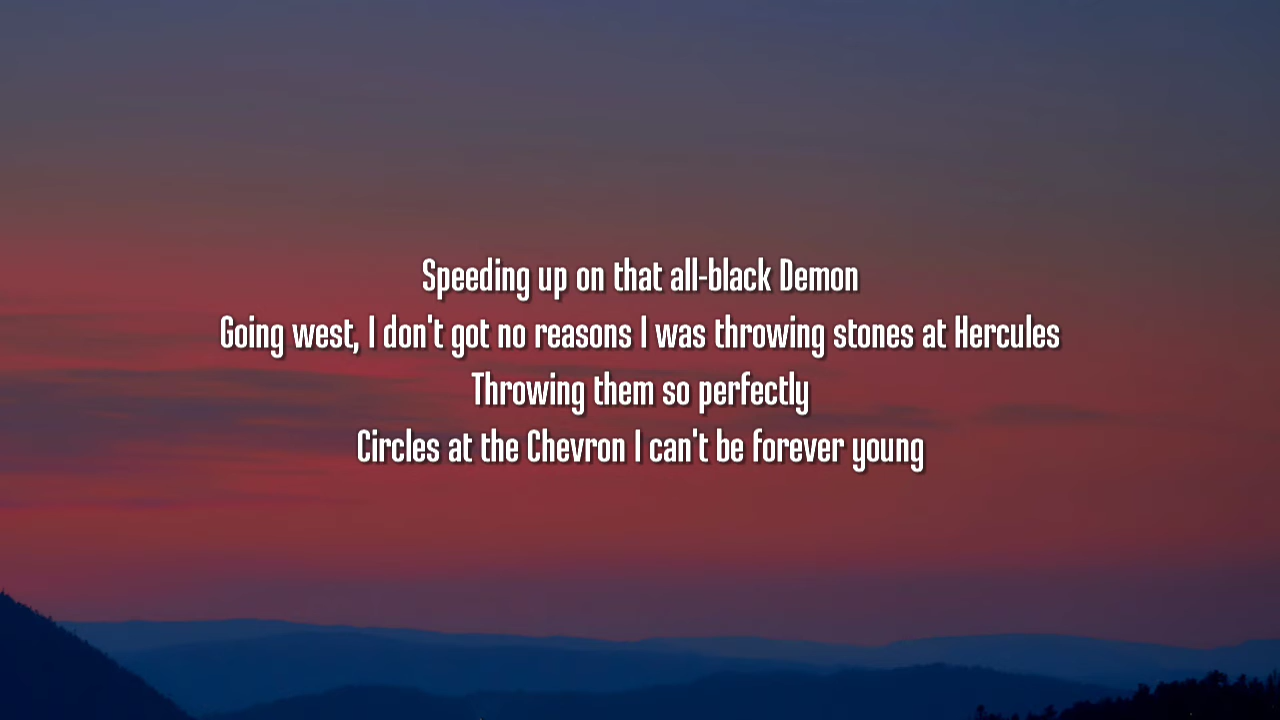 Speeding up on that all-black Demon
Going west, I don't got no reasons I was throwing stones at Hercules
Throwing them so perfectly
Circles at the Chevron I can't be forever young